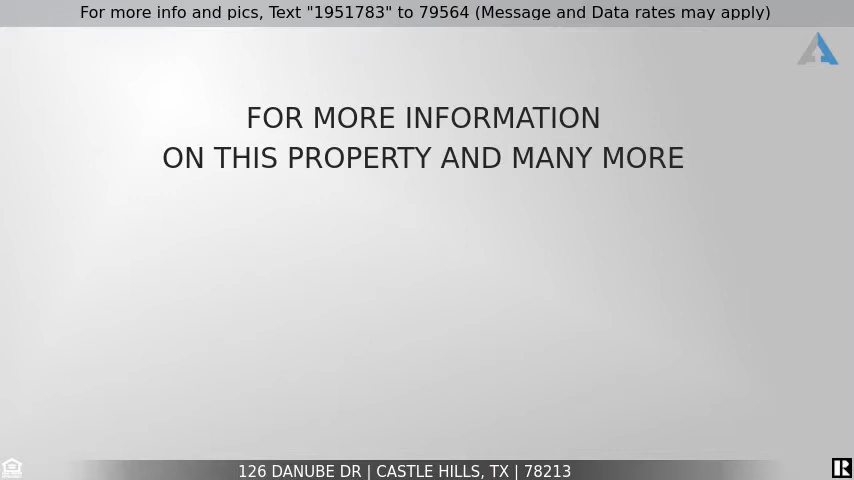 For more info and pics, Text "1951783" to 79564 (Message and Data rates may apply)
FOR MORE INFORMATION
ON THIS PROPERTY AND MANY MORE
126 DANUBE DR | CASTLE HILLS, TX | 78213